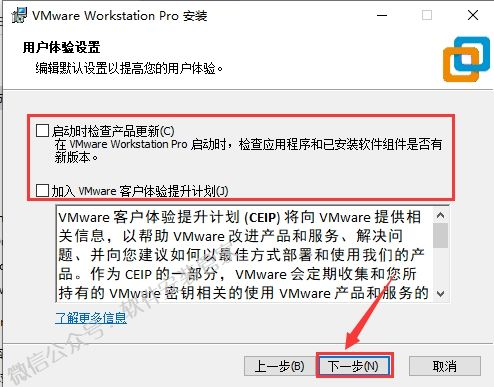 VMware Workstation Pro 安装
用户体验设置
编辑默认设置以提高您的用户体验。
启动时检查产品更新(C)
在 VMware Workstation Pro 启动时，检查应用程序和已安装软件组件是否有
新版本。
加入 VMware 客户体验提升计划(J)
VMware 客户体验提升计划 (CEIP) 将向 VMware 提供相
关信息，以帮助 VMware 改进产品和服务、解决问
题、并向您建议如何以最佳方式部署和使用我们的产
品。作为 CEIP 的一部分，VMware 会定期收集和您所
持有的 VMware 密钥相关的使用 VMware 产品和服务的
了解更多信息
上一步(B)
下一步(N)
取消
微信公众号：软件安装